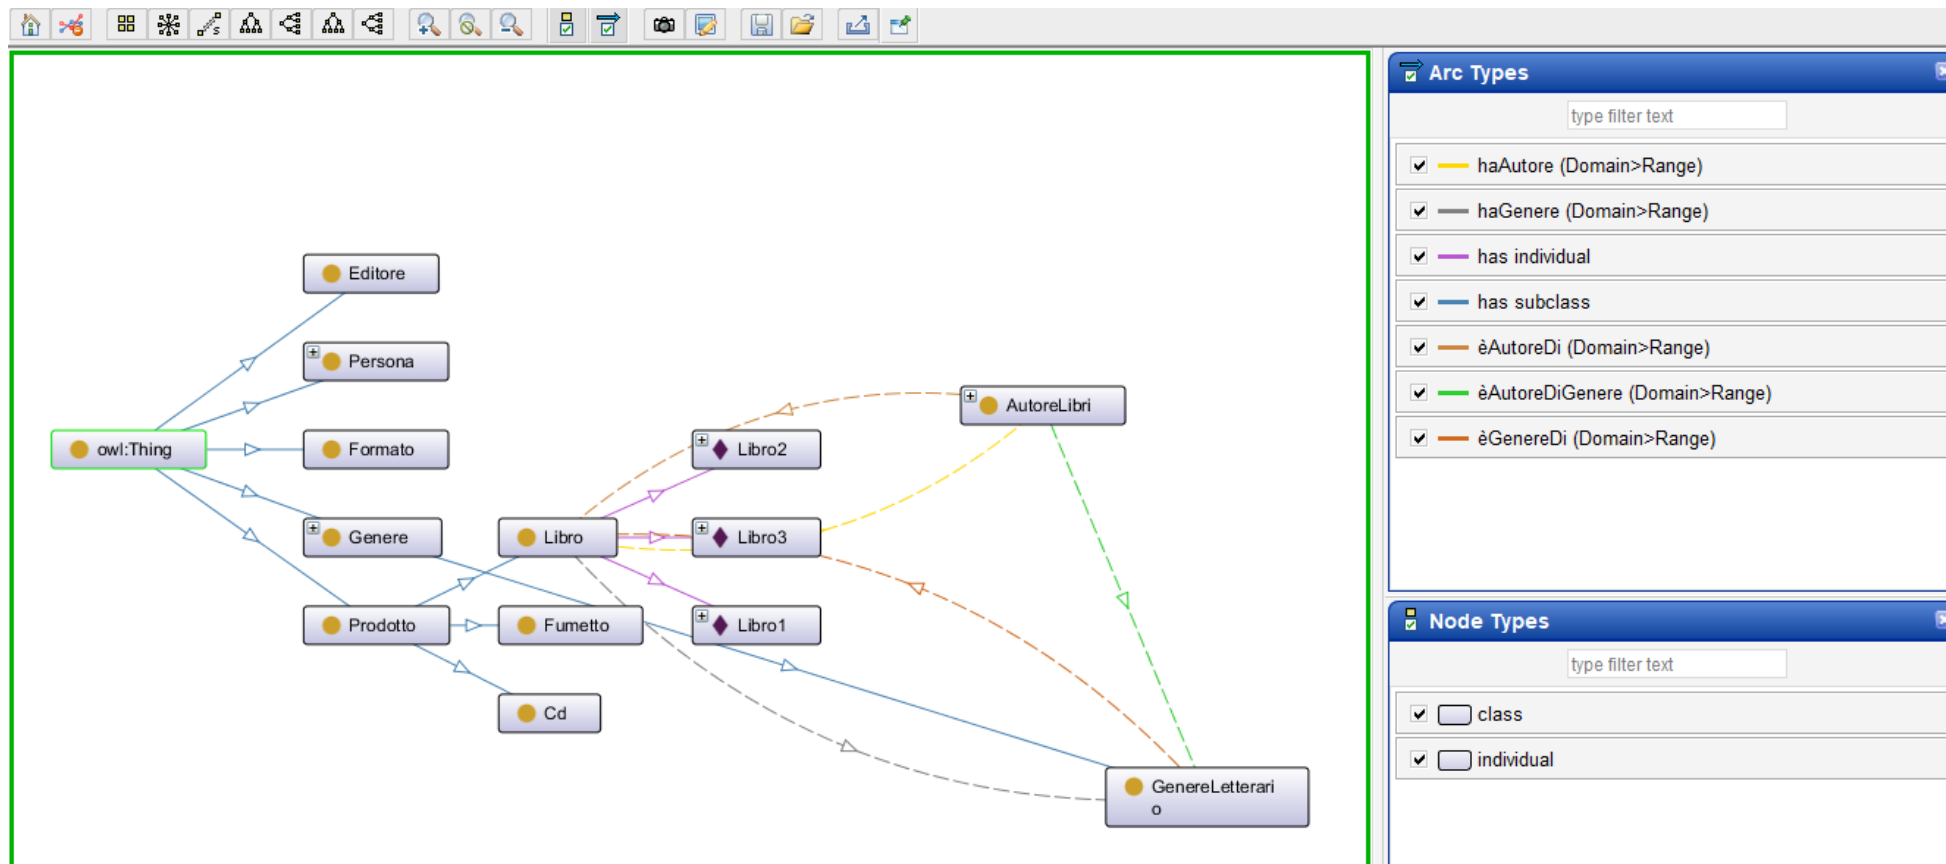 Editore
Persona
owl:Thing
Formato
Genere
Prodotto
Libro
Fumetto
Cd
Libro2
Libro3
Libro1
AutoreLibri
GenereLetterari
o
Arc Types
type filter text
haAutore (Domain>Range)
haGenere (Domain>Range)
has individual
has subclass
èAutoreDi (Domain>Range)
èAutoreDiGenere (Domain>Range)
èGenereDi (Domain>Range)
Node Types
type filter text
class
individual